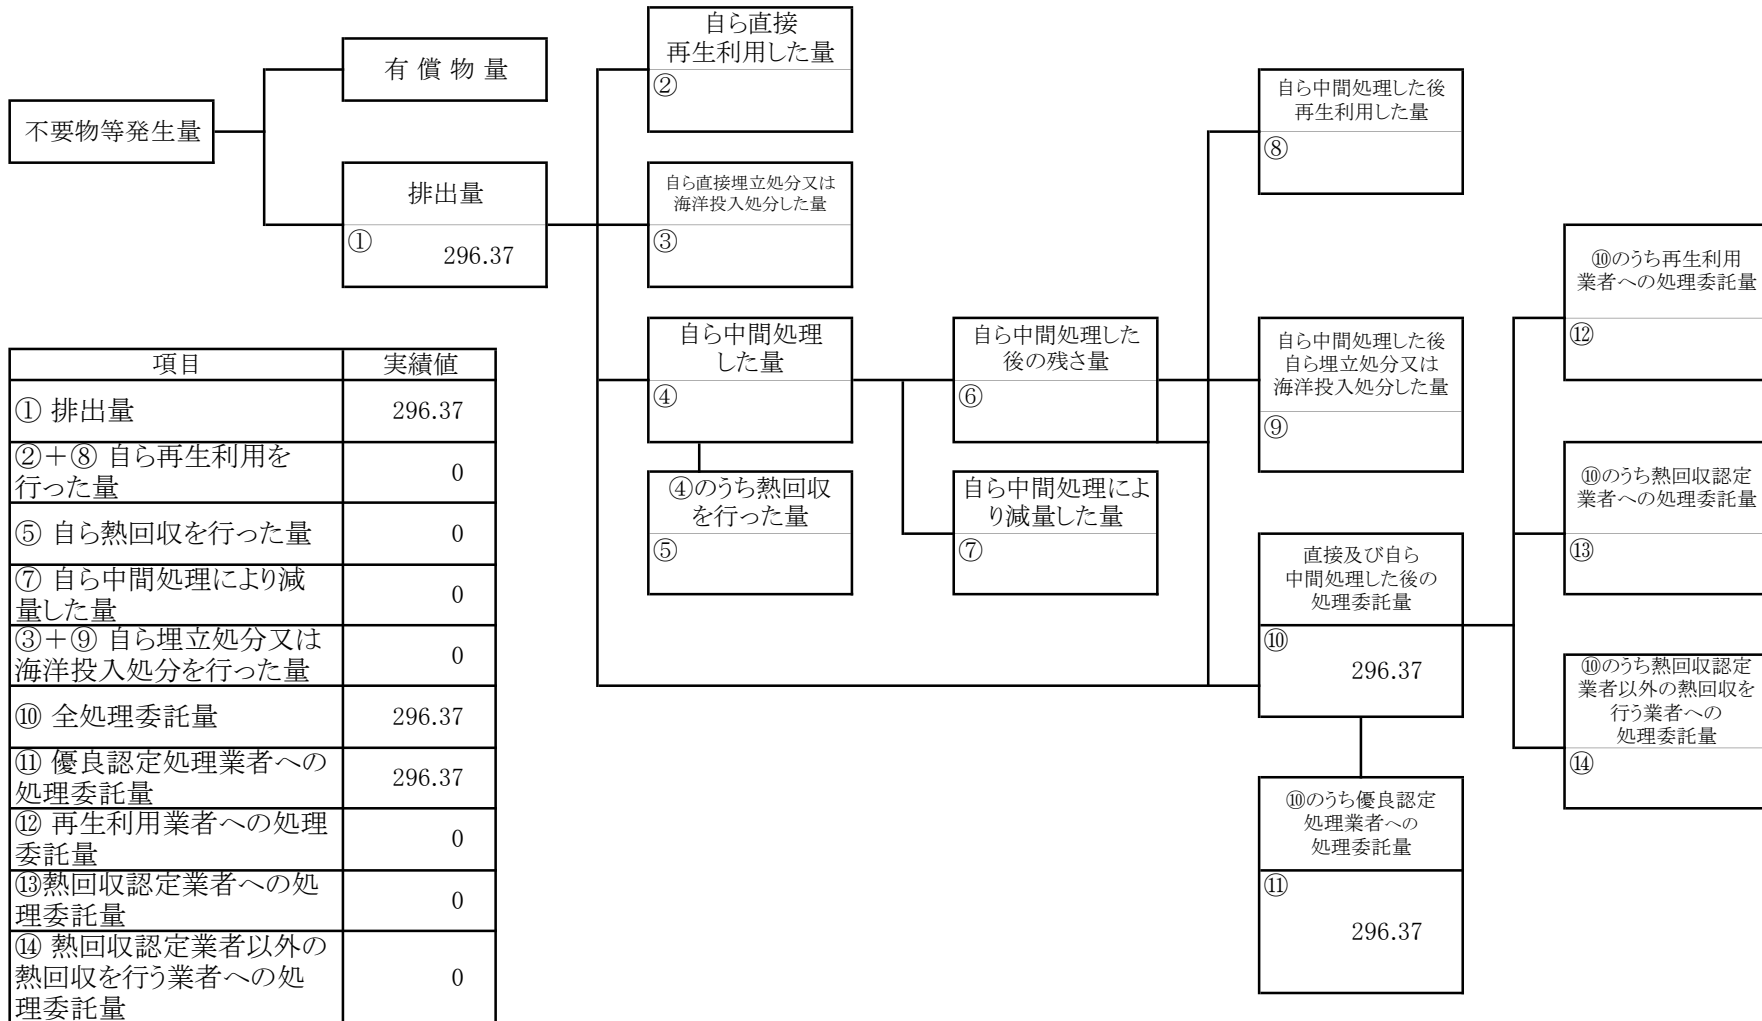 不要物等発生量
有 償 物 量
排出量
①
296.37
自ら直接
再生利用した量
②
自ら直接埋立処分又は
海洋投入処分した量
③
自ら中間処理
した量
④
④のうち熱回収
を行った量
⑤
自ら中間処理した
後の残さ量
⑥
自ら中間処理によ
り減量した量
⑦
自ら中間処理した後
再生利用した量
⑧
自ら中間処理した後
自ら埋立処分又は
海洋投入処分した量
⑨
直接及び自ら
中間処理した後の
処理委託量
⑩
296.37
⑩のうち優良認定
処理業者への
処理委託量
⑪
296.37
⑩のうち再生利用
業者への処理委託量
⑫
⑩のうち熱回収認定
業者への処理委託量
⑬
⑩のうち熱回収認定
業者以外の熱回収を
行う業者への
処理委託量
⑭
項目 実績値
① 排出量 296.37
②＋⑧ 自ら再生利用を
行った量 0
⑤ 自ら熱回収を行った量 0
⑦ 自ら中間処理により減
量した量 0
③＋⑨ 自ら埋立処分又は
海洋投入処分を行った量 0
⑩ 全処理委託量 296.37
⑪ 優良認定処理業者への
処理委託量 296.37
⑫ 再生利用業者への処理
委託量 0
⑬熱回収認定業者への処
理委託量 0
⑭ 熱回収認定業者以外の
熱回収を行う業者への処
理委託量 0